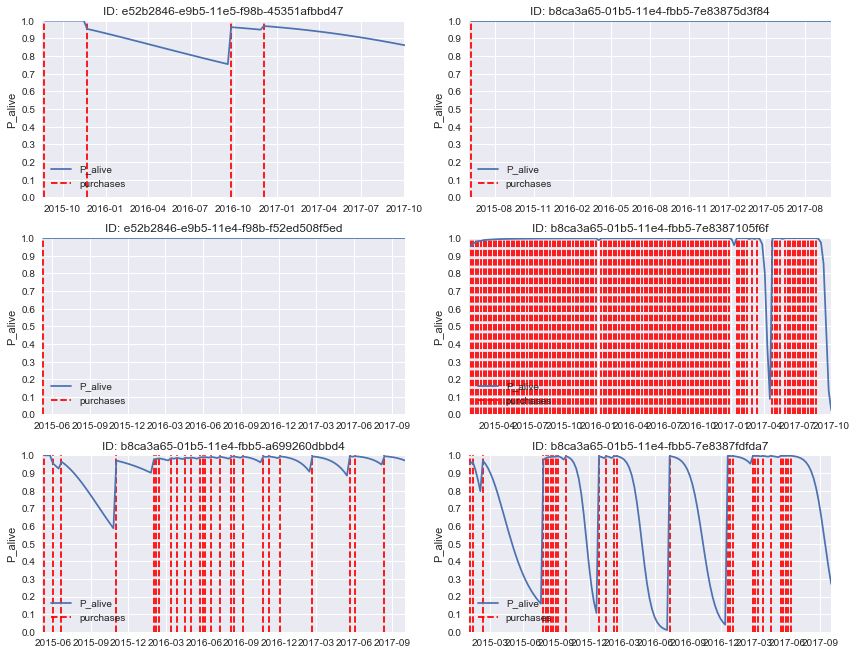 ID: e52b2846-e9b5-11e5-f98b-45351afbbd47
P_alive
1.0
0.9
0.8
0.7
0.6
0.5
0.4
0.3
0.2
0.1
0.0
P_alive
purchases
2015-10 2016-01 2016-04 2016-07 2016-10 2017-01 2017-04 2017-07 2017-10
ID: b8ca3a65-01b5-11e4-fbb5-7e83875d3f84
P_alive
1.0
0.9
0.8
0.7
0.6
0.5
0.4
0.3
0.2
0.1
0.0
P_alive
purchases
2015-08 2015-11 2016-02 2016-05 2016-08 2016-11 2017-02 2017-05 2017-08
ID: e52b2846-e9b5-11e4-f98b-f52ed508f5ed
P_alive
1.0
0.9
0.8
0.7
0.6
0.5
0.4
0.3
0.2
0.1
0.0
P_alive
purchases
2015-06 2015-09 2015-12 2016-03 2016-06 2016-09 2016-12 2017-03 2017-06 2017-09
ID: b8ca3a65-01b5-11e4-fbb5-7e8387105f6f
P_alive
1.0
0.9
0.8
0.7
0.6
0.5
0.4
0.3
0.2
0.1
0.0
P_alive
purchases
2015-04 2015-07 2015-10 2016-01 2016-04 2016-07 2016-10 2017-01 2017-04 2017-07 2017-10
ID: b8ca3a65-01b5-11e4-fbb5-a699260dbbd4
P_alive
1.0
0.9
0.8
0.7
0.6
0.5
0.4
0.3
0.2
0.1
0.0
P_alive
purchases
2015-06 2015-09 2015-12 2016-03 2016-06 2016-09 2016-12 2017-03 2017-06 2017-09
ID: b8ca3a65-01b5-11e4-fbb5-7e8387fdfda7
P_alive
1.0
0.9
0.8
0.7
0.6
0.5
0.4
0.3
0.2
0.1
0.0
P_alive
purchases
2015-03 2015-06 2015-09 2015-12 2016-03 2016-06 2016-09 2016-12 2017-03 2017-06 2017-09